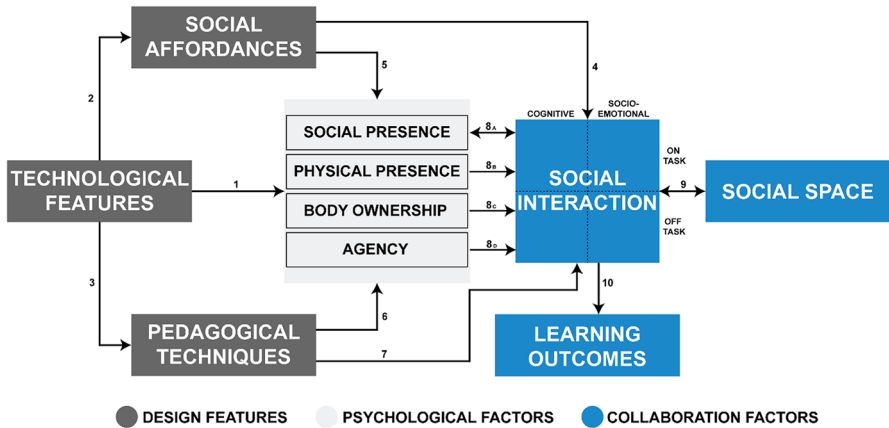 SOCIAL
AFFORDANCES
5
4
2
COGNITIVE
SOCIO-
EMOTIONAL
SOCIAL PRESENCE
8A
PHYSICAL PRESENCE
8B
BODY OWNERSHIP
8C
AGENCY
8D
TECHNOLOGICAL
FEATURES
1
SOCIAL
INTERACTION
ON
TASK
9
OFF
TASK
SOCIAL SPACE
3
6
7
10
PEDAGOGICAL
TECHNIQUES
LEARNING
OUTCOMES
DESIGN FEATURES
PSYCHOLOGICAL FACTORS
COLLABORATION FACTORS